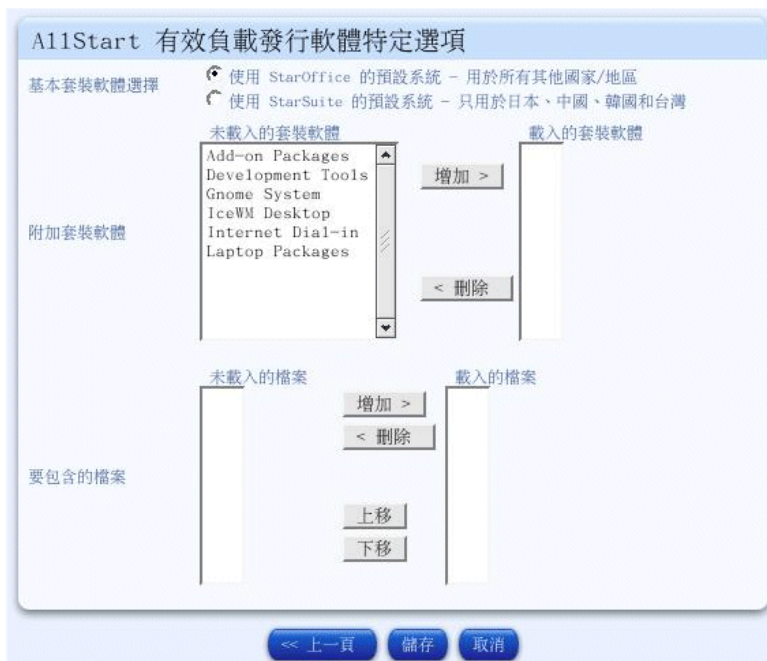 AllStart 有效負載發行軟體特定選項
基本套裝軟體選擇
使用 StarOffice 的預設系統 - 用於所有其他國家/地區
使用 StarSuite 的預設系統 - 只用於日本、中國、韓國和台灣
附加套裝軟體
未載入的套裝軟體
載入的套裝軟體
Add-on Packages
Development Tools
Gnome System
IceWM Desktop
Internet Dial-in
Laptop Packages
增加 >
< 刪除
要包含的檔案
未載入的檔案
載入的檔案
增加 >
< 刪除
上移
下移
<< 上一頁
儲存
取消